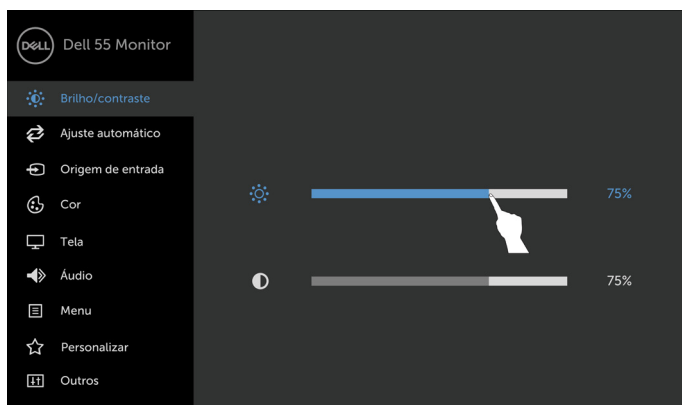 DELL Dell 55 Monitor
Brilho/contraste
Ajuste automático
Origem de entrada
Cor
75%
Tela
Áudio
75%
Menu
Personalizar
Outros